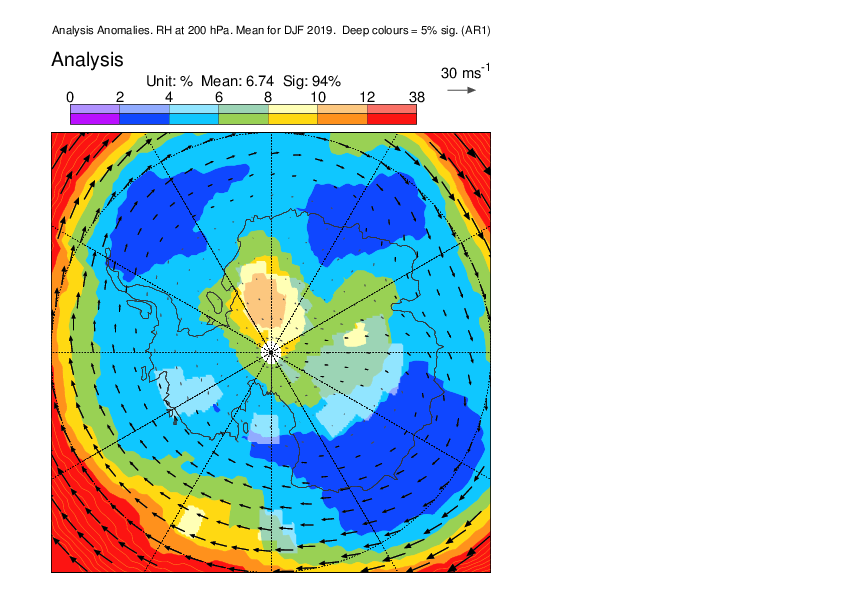 Analysis Anomalies. RH at 200 hPa. Mean for DJF 2019. Deep colours = 5% sig. (AR1)
Analysis
30 ms-1
Unit: % Mean: 6.74 Sig: 94%
0 2 4 6 8 10 12 38